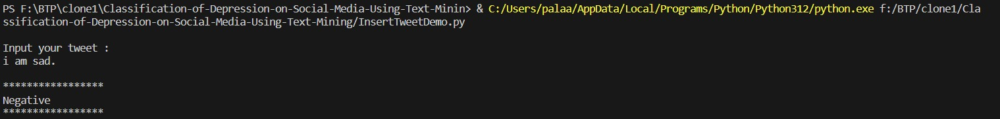 PS F:\BTP\clone1\Classification-of-Depression-on-Social-Media-Using-Text-Minin> & C:/Users/palaa/AppData/Local/Programs/Python/Python312/python.exe f:/BTP/clone1/Cla
ssification-of-Depression-on-Social-Media-Using-Text-Mining/InsertTweetDemo.py
Input your tweet :
i am sad.
*****************
Negative
*****************